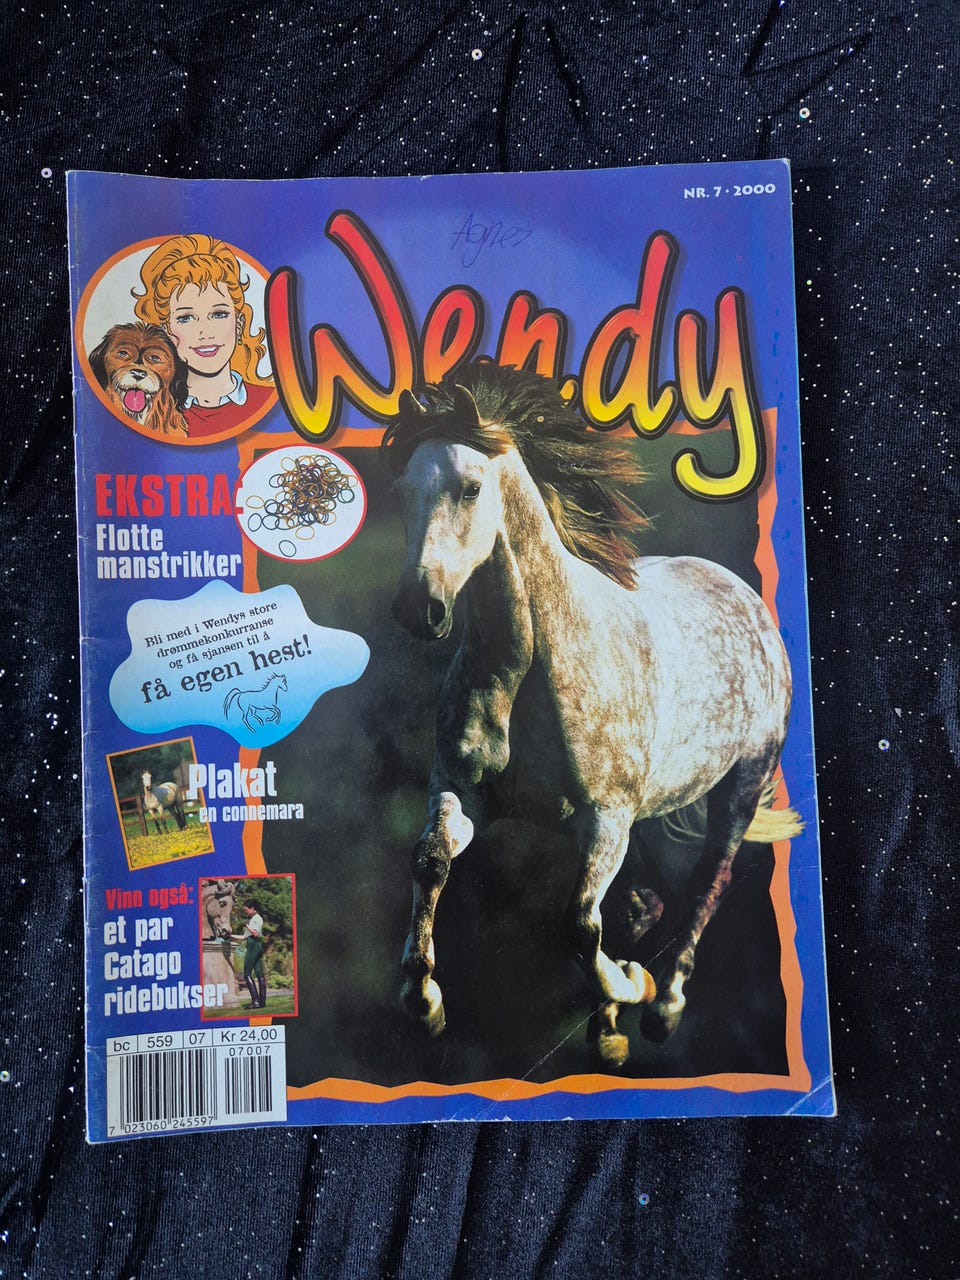 NR. 7 • 2000
Agnes
Wendy
EKSTRA:
Flotte
manstrikker
Bli med i Wendys store
drømmekonkurranse
og få sjansen til å
få egen hest!
Plakat
- en connemara
Vinn også:
et par
Catago
ridebukser
bc 559 07 Kr 24,00
07007
7 023060 245597